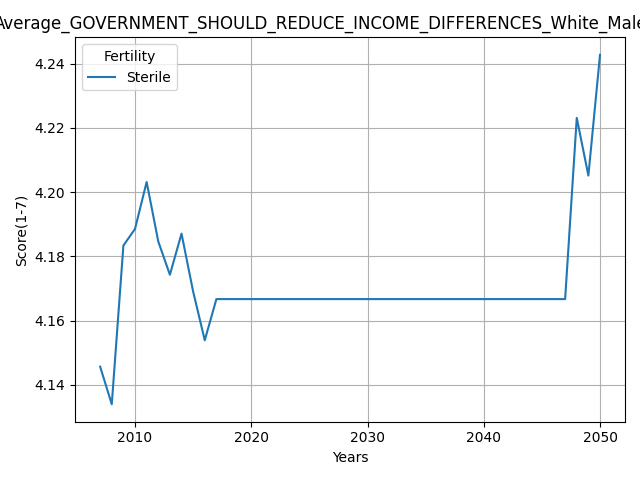 Average_GOVERNMENT_SHOULD_REDUCE_INCOME_DIFFERENCES_White_Male
Fertility
Sterile
4.24
4.22
4.20
4.18
4.16
4.14
Score(1-7)
2010 2020 2030 2040 2050
Years